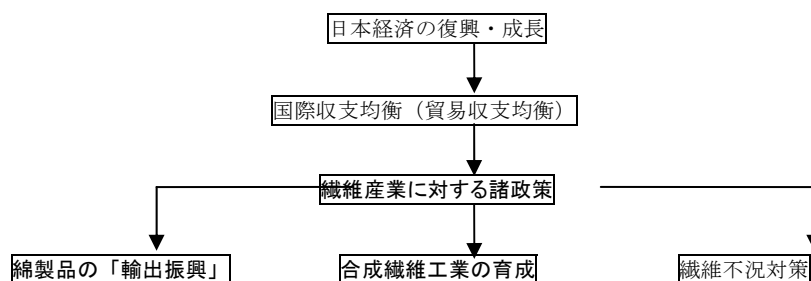 日本経済の復興・成長
国際収支均衡（貿易収支均衡）
繊維産業に対する諸政策
綿製品の「輸出振興」
合成繊維工業の育成
繊維不況対策